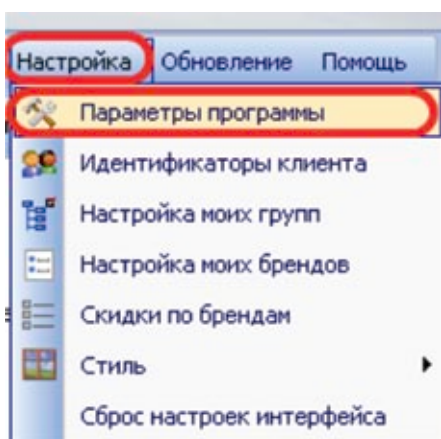 Настройка Обновление Помощь
Параметры программы
Идентификаторы клиента
Настройка моих групп
Настройка моих брендов
Скидки по брендам
Стиль
Сброс настроек интерфейса